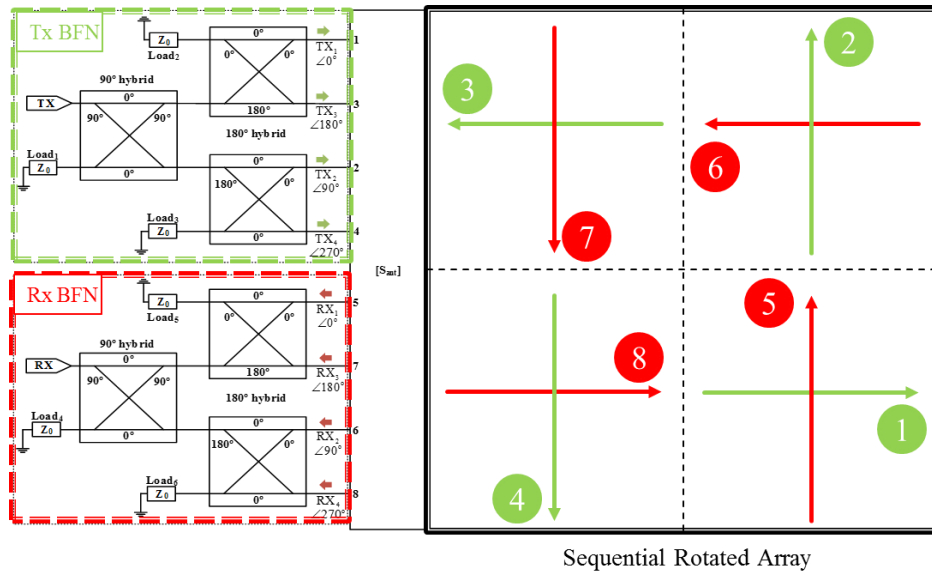 Tx BFN
90° hybrid
0°
TX
90°
90°
Load₁
Z₀
0°
Z₀
Load₂
0°
0°
0°
180°
180° hybrid
0°
180°
0°
0°
Load₃
Z₀
1
TX₁
∠0°
3
TX₃
∠180°
2
TX₂
∠90°
4
TX₄
∠270°
[S_ant]
Rx BFN
90° hybrid
0°
RX
90°
90°
Load₄
Z₀
0°
Z₀
Load₅
0°
0°
0°
180°
180° hybrid
0°
180°
0°
0°
Load₆
Z₀
5
RX₁
∠0°
7
RX₃
∠180°
6
RX₂
∠90°
8
RX₄
∠270°
3
7
2
6
8
4
5
1
Sequential Rotated Array